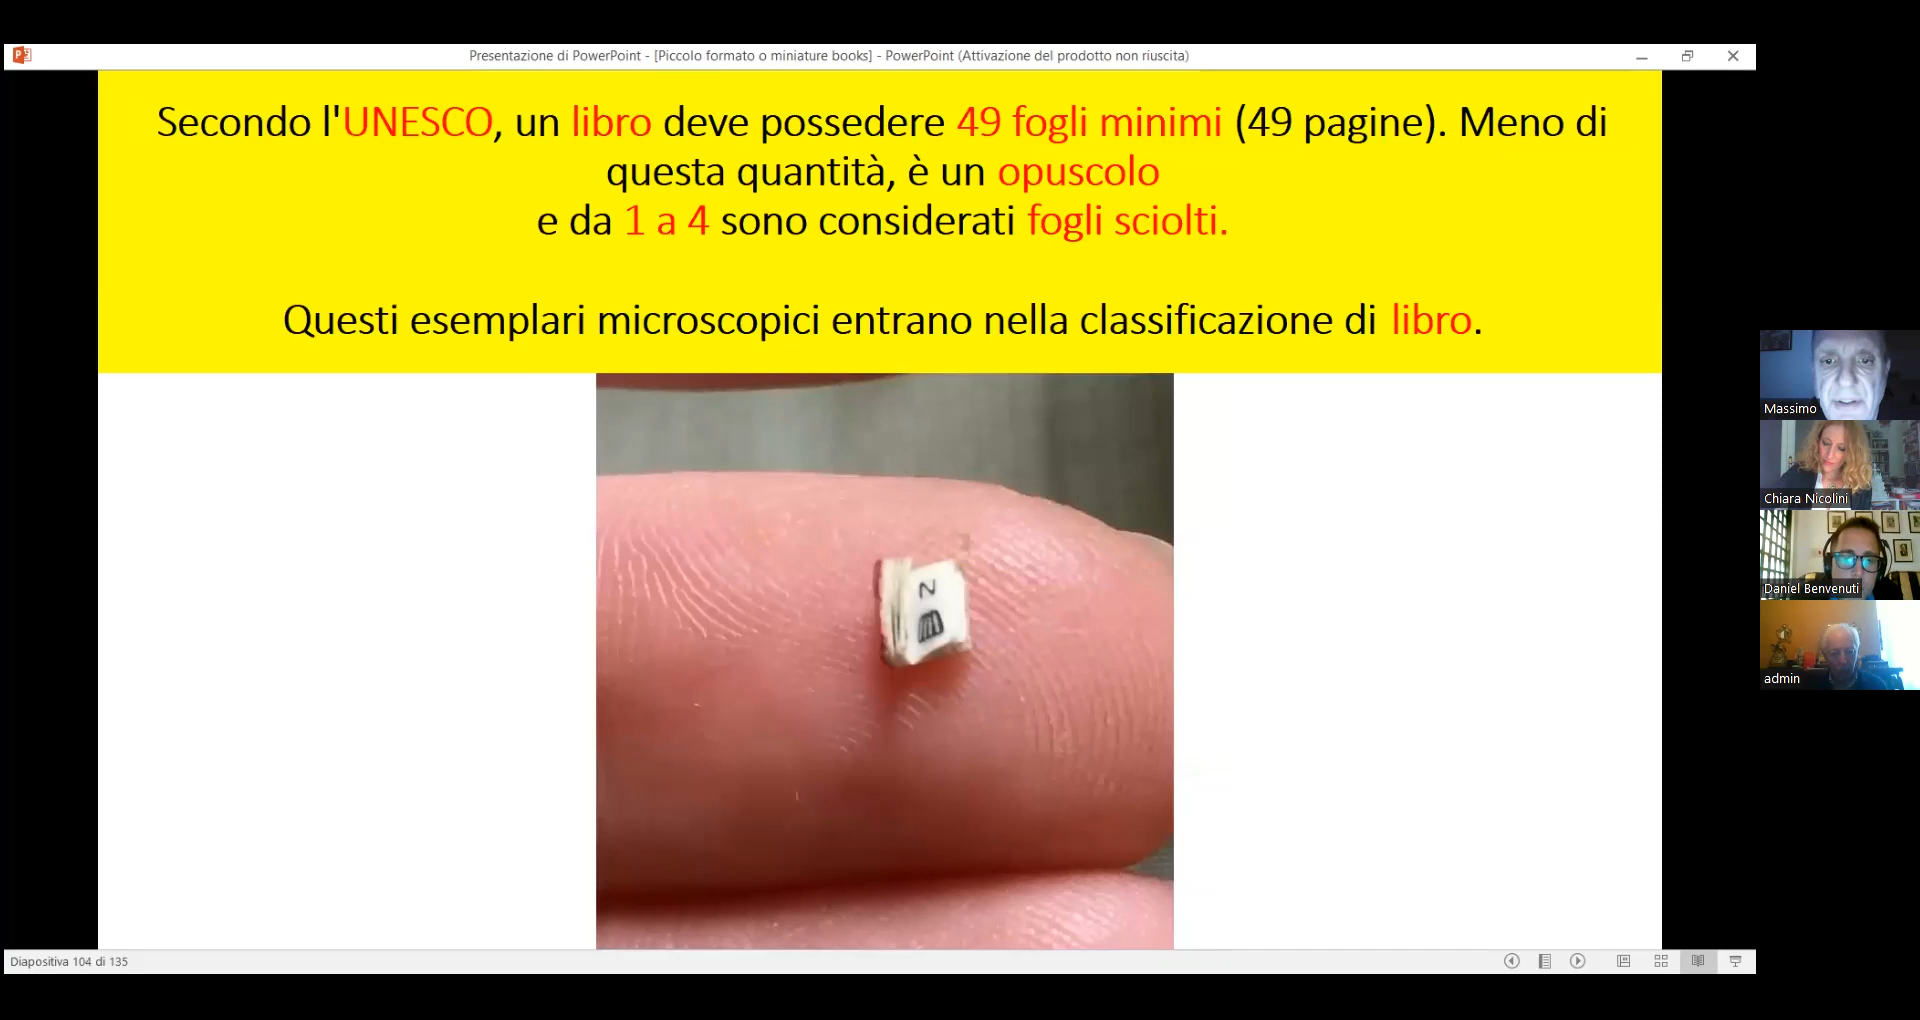 Presentazione di PowerPoint - [Piccolo formato o miniature books] - PowerPoint (Attivazione del prodotto non riuscita)
Secondo l'UNESCO, un libro deve possedere 49 fogli minimi (49 pagine). Meno di
questa quantità, è un opuscolo
e da 1 a 4 sono considerati fogli sciolti.
Questi esemplari microscopici entrano nella classificazione di libro.
Massimo
Chiara Nicolini
Daniel Benvenuti
admin
Diapositiva 104 di 135